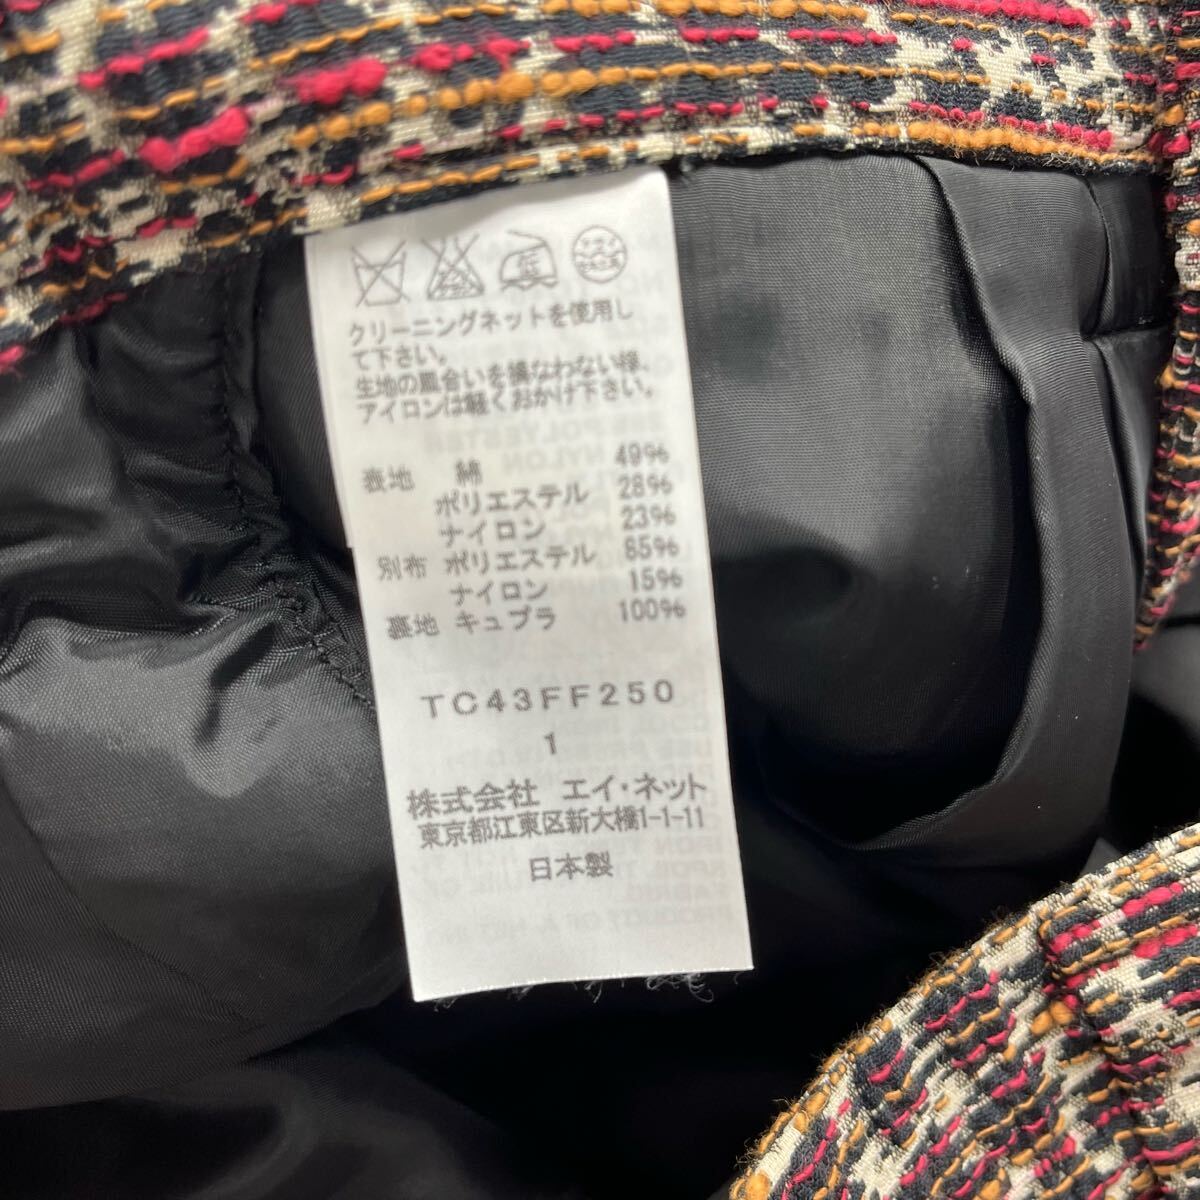 クリーニングネットを使用し
て下さい。
生地の風合いを損なわない様、
アイロンは軽くおかけ下さい。
表地 綿 49%
ポリエステル 28%
ナイロン 23%
別布 ポリエステル 85%
ナイロン 15%
裏地 キュプラ 100%
TC43FF250
1
株式会社 エイ・ネット
東京都江東区新大橋1-1-11
日本製